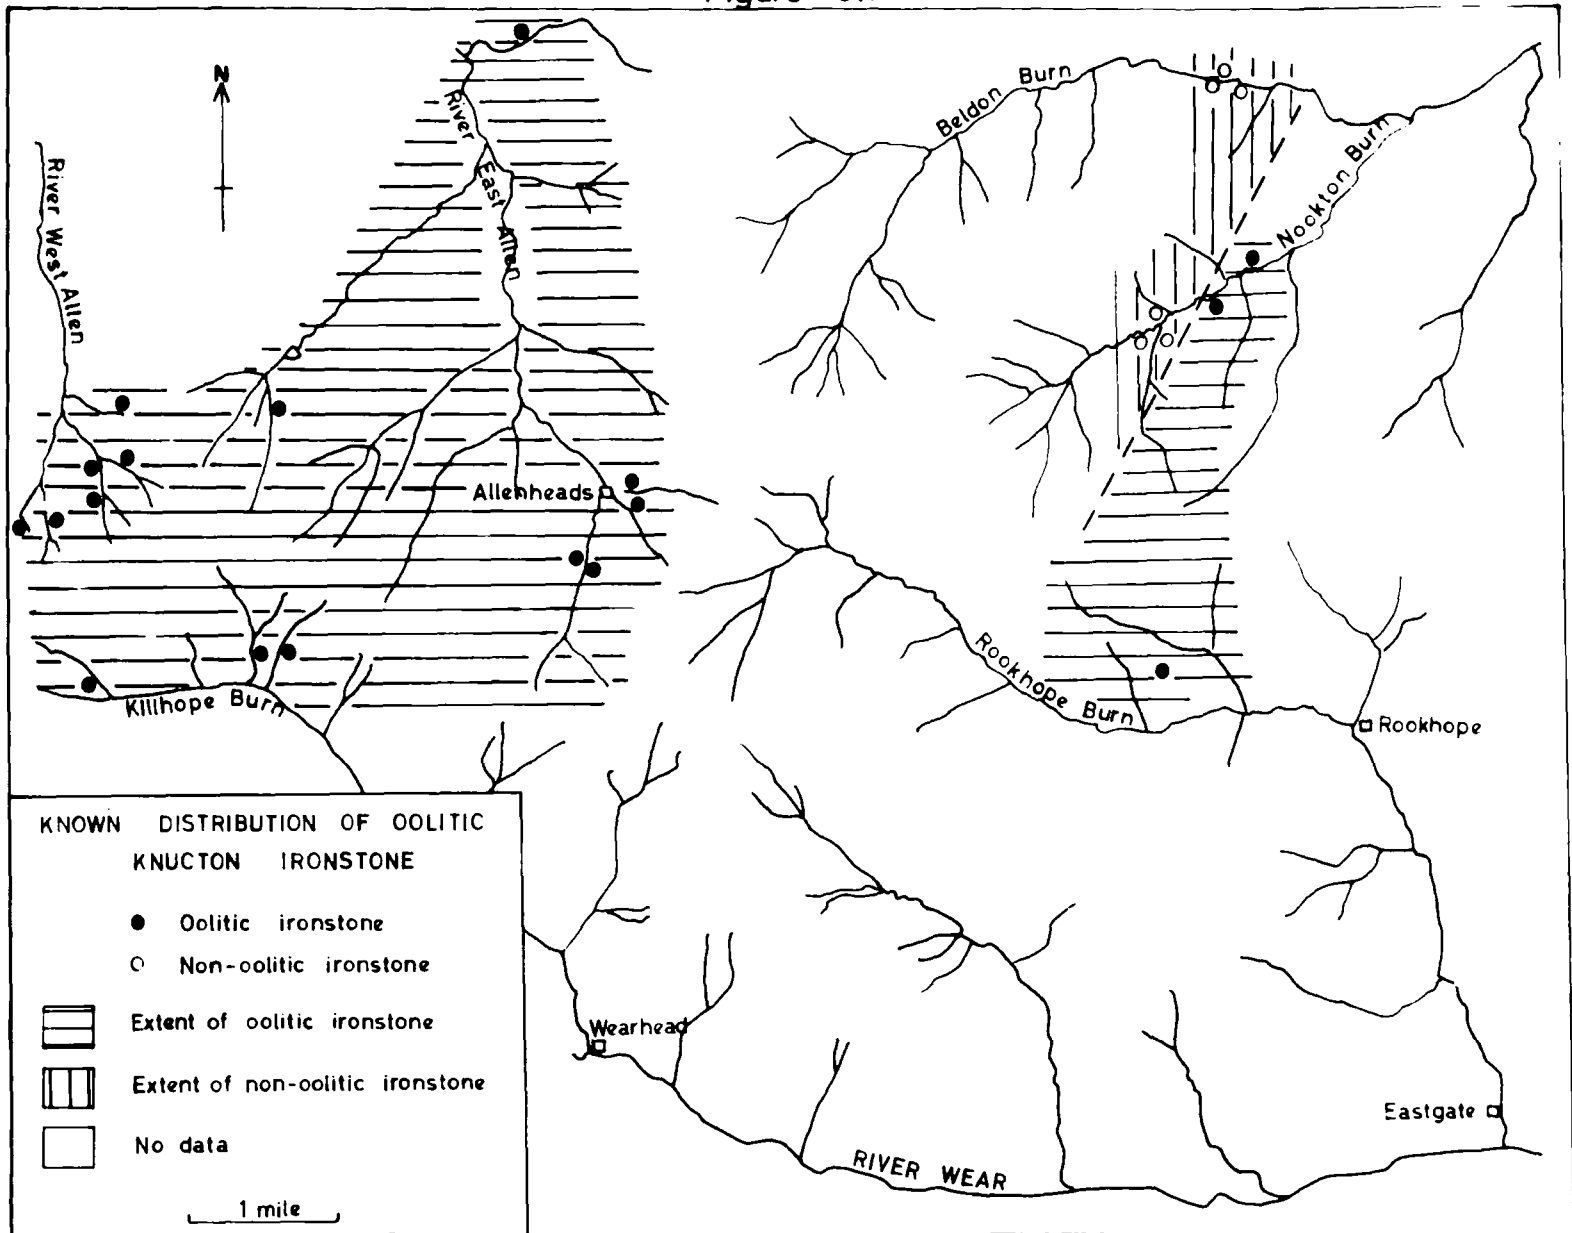 Figure
N
River West Allen
River East Allen
Beldon Burn
Nookton Burn
Allenheads
Killhope Burn
Rookhope Burn
Rookhope
KNOWN DISTRIBUTION OF OOLITIC
KNUCTON IRONSTONE
Oolitic ironstone
Non-oolitic ironstone
Extent of oolitic ironstone
Extent of non-oolitic ironstone
No data
1 mile
Wearhead
Eastgate
RIVER WEAR